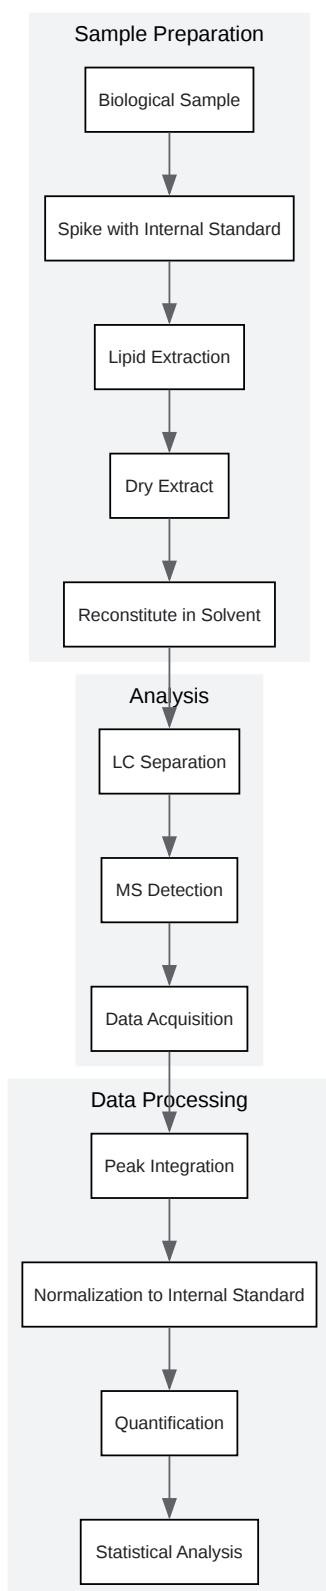 Sample Preparation
Biological Sample
Spike with Internal Standard
Lipid Extraction
Dry Extract
Reconstitute in Solvent
Analysis
LC Separation
MS Detection
Data Acquisition
Data Processing
Peak Integration
Normalization to Internal Standard
Quantification
Statistical Analysis